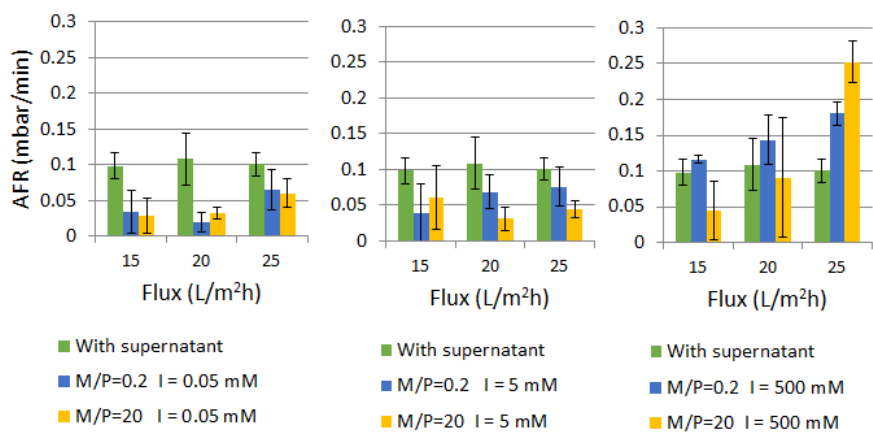 AFR (mbar/min)
0.3
0.25
0.2
0.15
0.1
0.05
0
15 20 25
Flux (L/m²h)
With supernatant
M/P=0.2 I = 0.05 mM
M/P=20 I = 0.05 mM
0.3
0.25
0.2
0.15
0.1
0.05
0
15 20 25
Flux (L/m²h)
With supernatant
M/P=0.2 I = 5 mM
M/P=20 I = 5 mM
0.3
0.25
0.2
0.15
0.1
0.05
0
15 20 25
Flux (L/m²h)
With supernatant
M/P=0.2 I = 500 mM
M/P=20 I = 500 mM